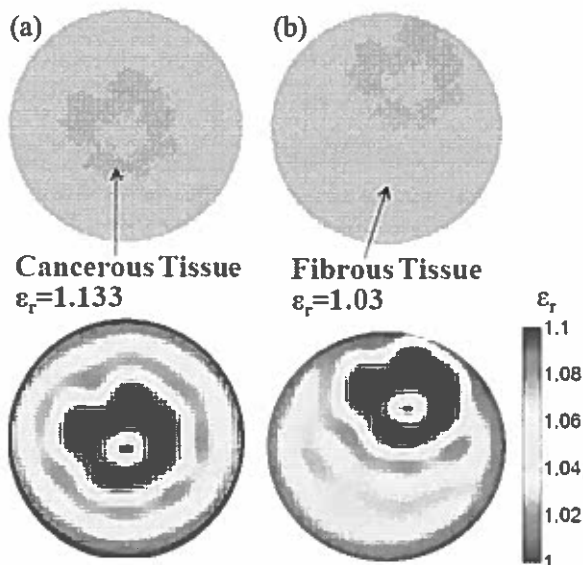 (a)
(b)
Cancerous Tissue
εr=1.133
Fibrous Tissue
εr=1.03
εr
1.1
1.08
1.06
1.04
1.02
1